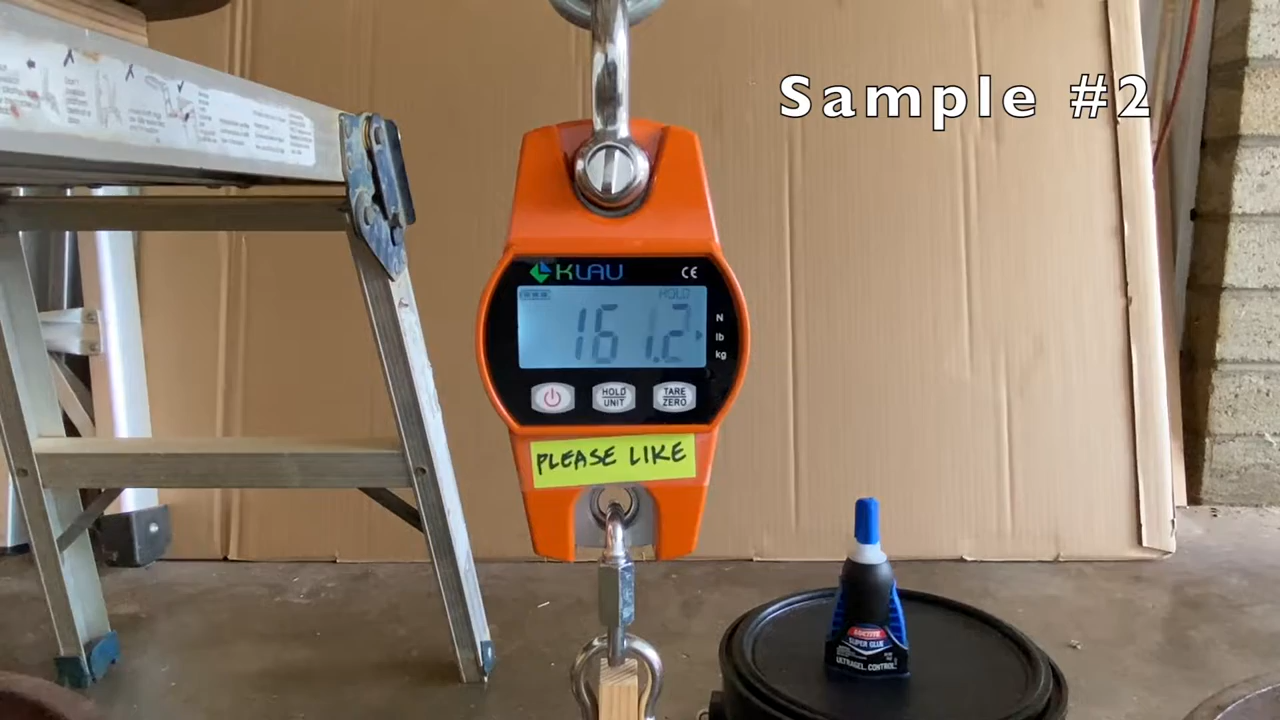 Sample #2
KLAU CE
HOLD
161.2
N
lb
kg
HOLD
UNIT
TARE
ZERO
PLEASE LIKE
LOCTITE
SUPER GLUE
ULTRAGEL CONTROL